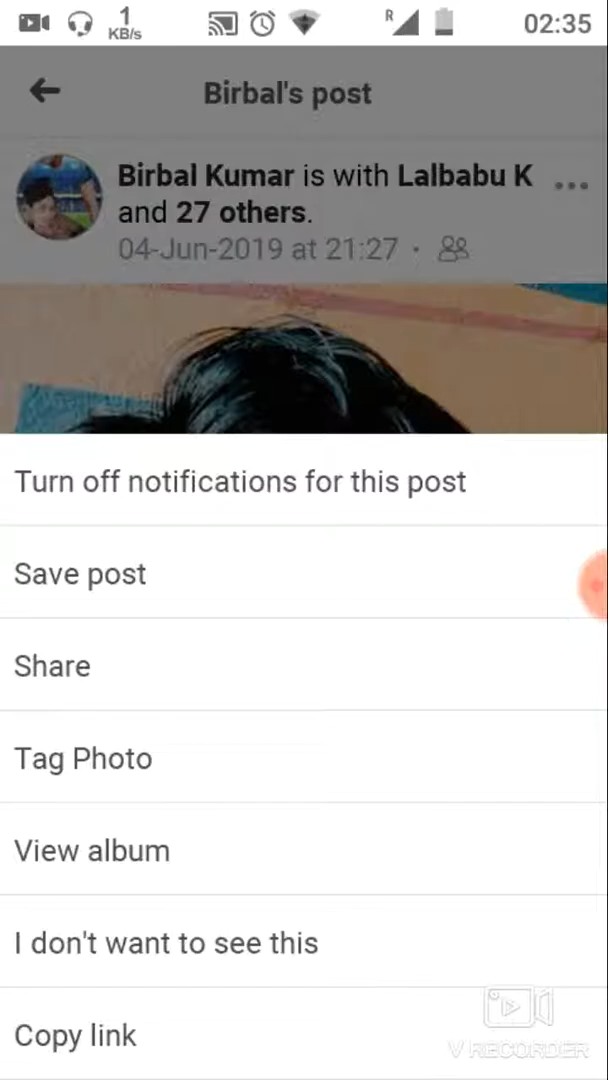 1
KB/s
R
02:35
Birbal's post
Birbal Kumar is with Lalbabu K
and 27 others.
04-Jun-2019 at 21:27 ·
Turn off notifications for this post
Save post
Share
Tag Photo
View album
I don't want to see this
Copy link
V RECORDER